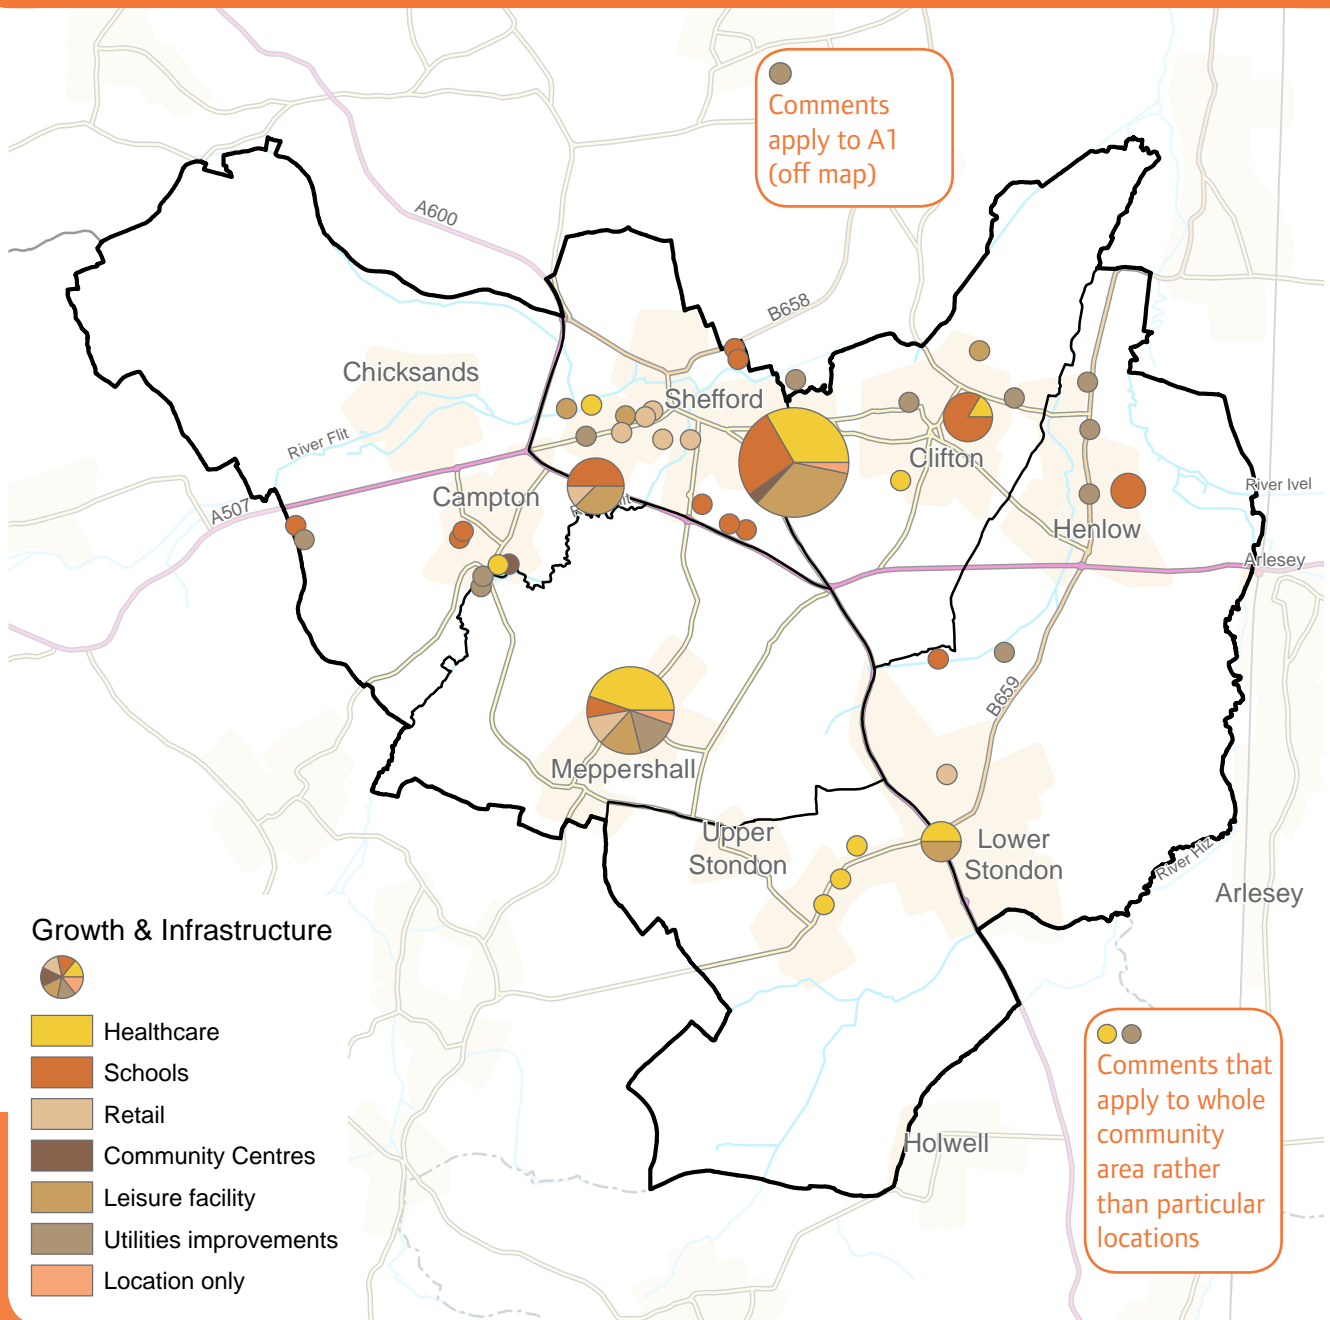 Comments
apply to A1
(off map)
A600
B658
Chicksands
Shefford
River Flit
Clifton
Campton
A507
River Ivel
Henlow
Arlesey
B659
Meppershall
Upper
Stondon
Lower
Stondon
River Hiz
Arlesey
Growth & Infrastructure
Healthcare
Schools
Retail
Community Centres
Leisure facility
Utilities improvements
Location only
Comments that
apply to whole
community
area rather
than particular
locations
Holwell